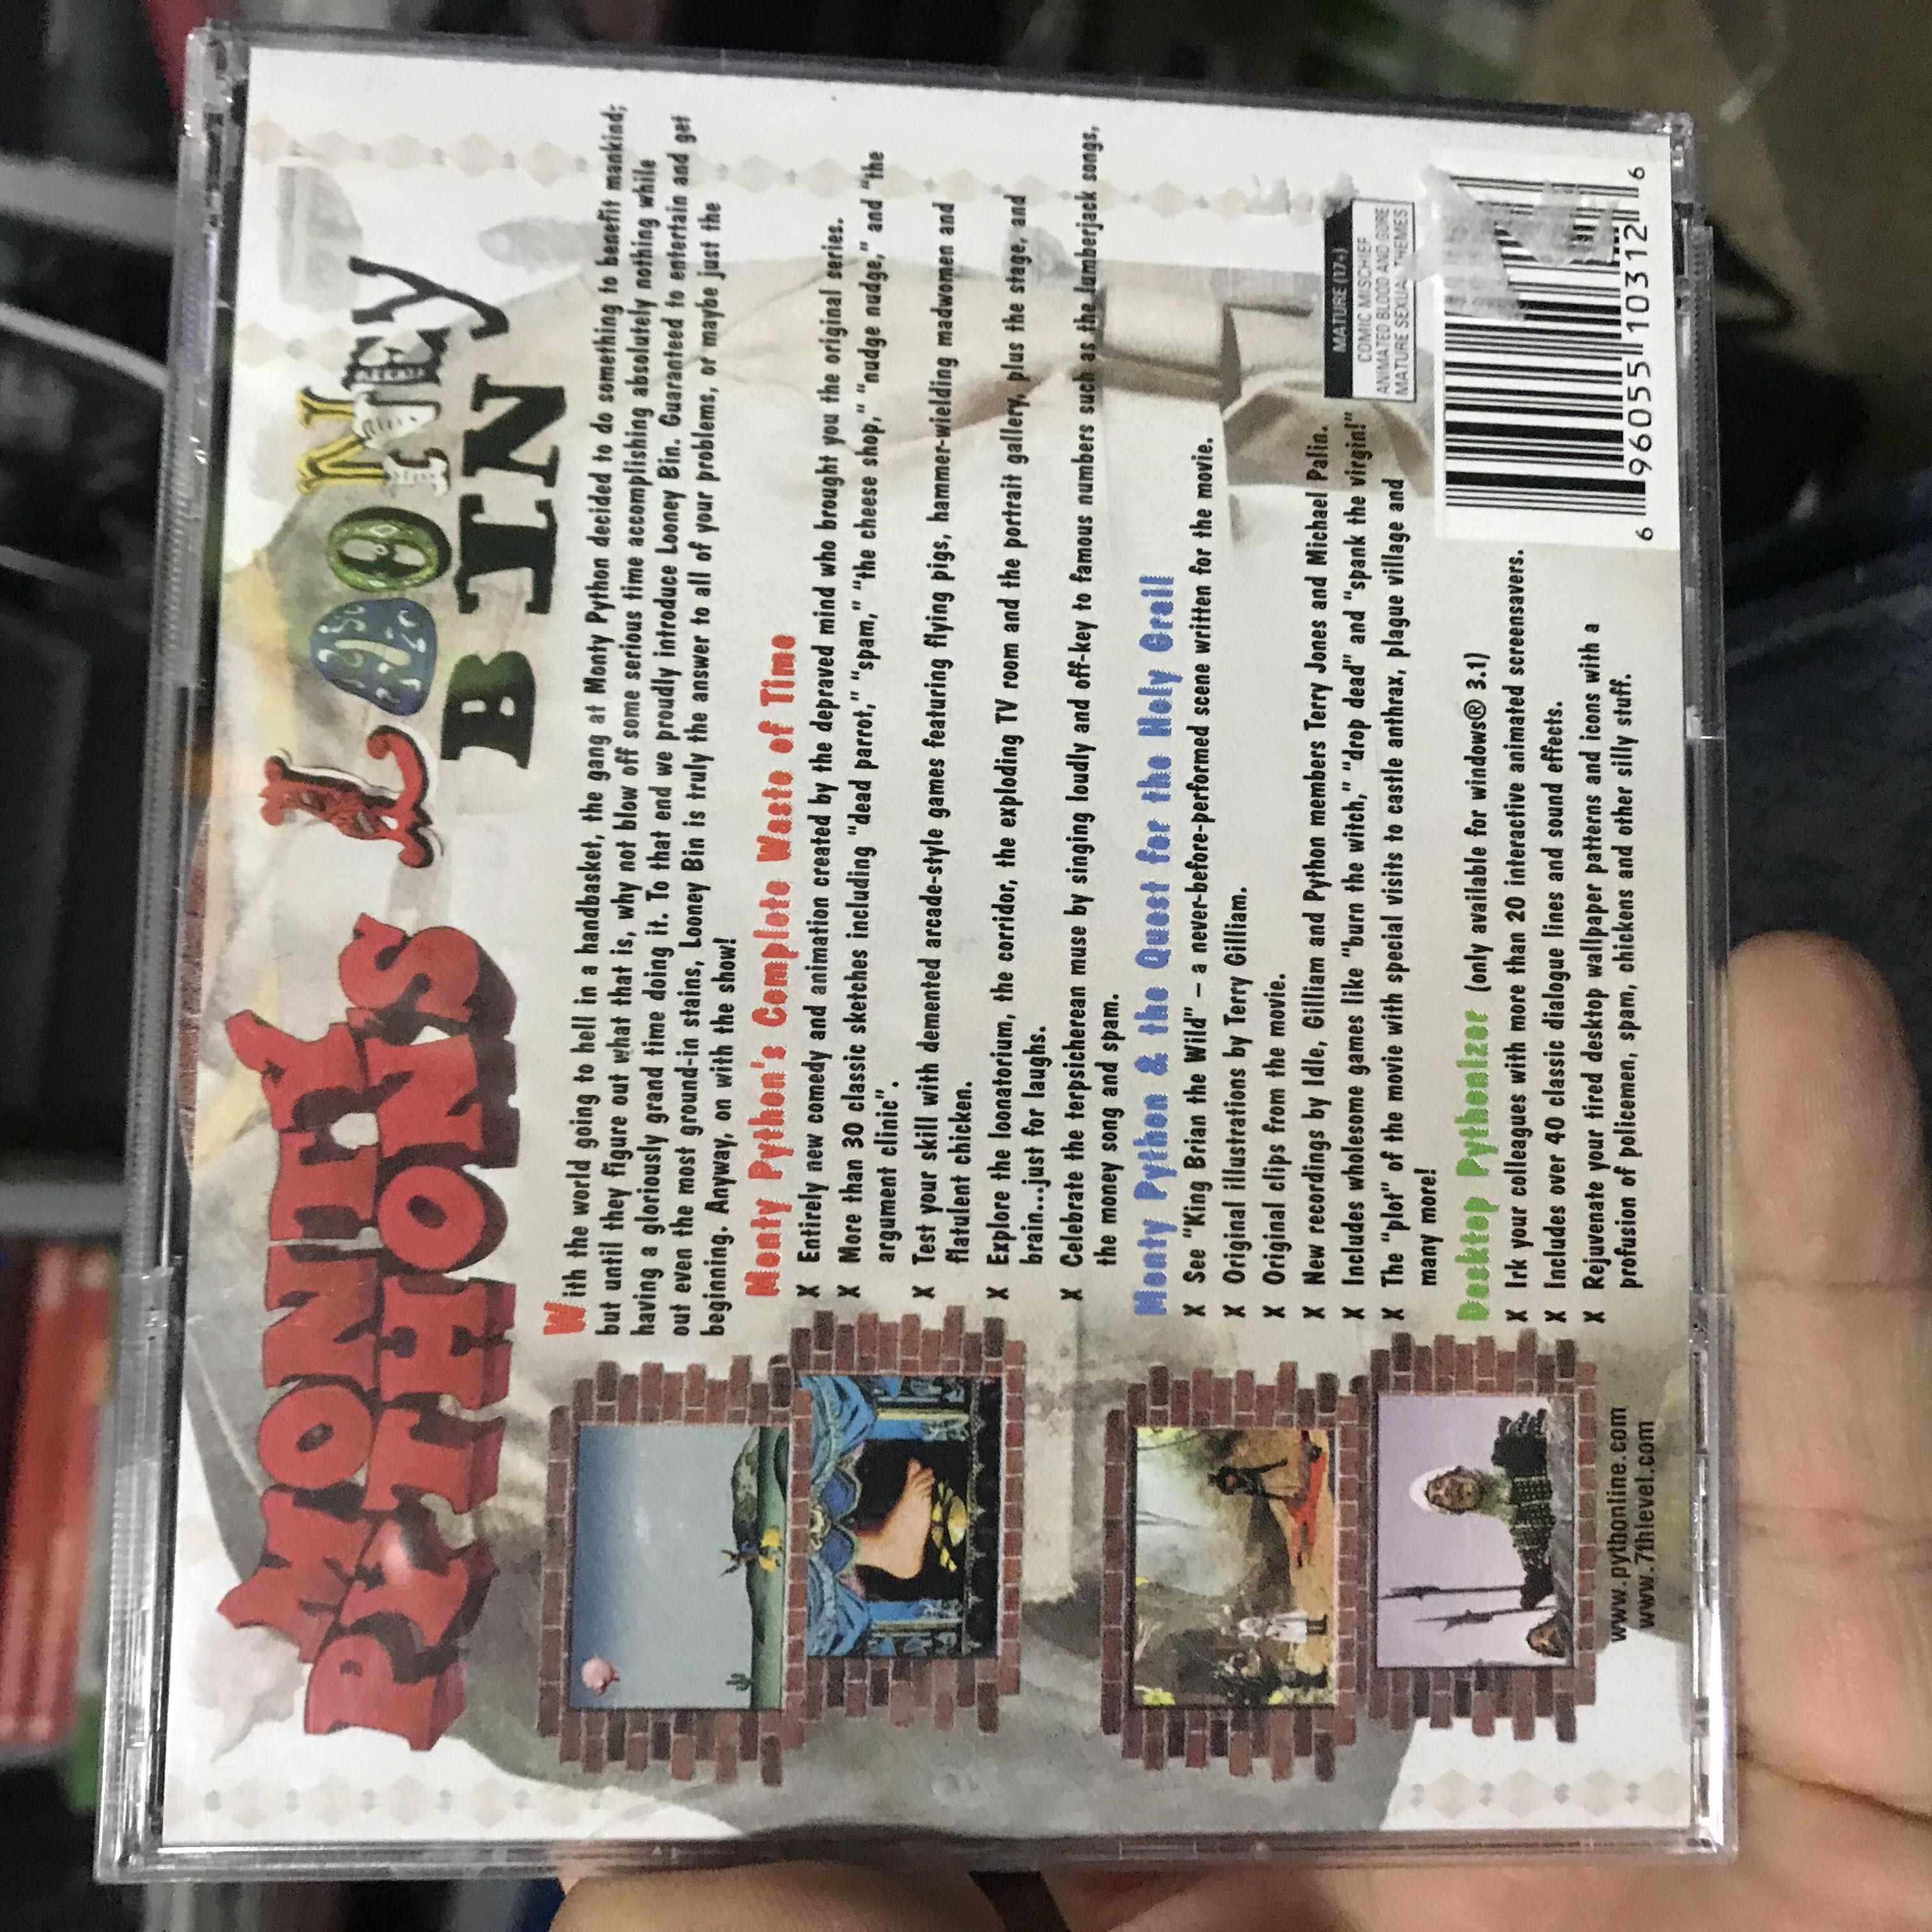 MONTY
PYTHON'S
LOONEY
BIN
With the world going to hell in a handbasket, the gang at Monty Python decided to do something to benefit mankind;
but until they figure out what that is, why not blow off some serious time accomplishing absolutely nothing while
having a gloriously grand time doing it. To that end we proudly introduce Looney Bin. Guaranteed to entertain and get
out even the most ground-in stains, Looney Bin is truly the answer to all of your problems, or maybe just the
beginning. Anyway, on with the show!
Monty Python's Complete Waste of Time
X Entirely new comedy and animation created by the depraved mind who brought you the original series.
X More than 30 classic sketches including "dead parrot," "spam," "the cheese shop," "nudge nudge," and "the
argument clinic".
X Test your skill with demented arcade-style games featuring flying pigs, hammer-wielding madwomen and
flatulent chicken.
X Explore the loonatorium, the corridor, the exploding TV room and the portrait gallery, plus the stage, and
brain...just for laughs.
X Celebrate the terpsicherean muse by singing loudly and off-key to famous numbers such as the lumberjack songs,
the money song and spam.
Monty Python & the Quest for the Holy Grail
X See "King Brian the Wild" – a never-before-performed scene written for the movie.
X Original illustrations by Terry Gilliam.
X Original clips from the movie.
X New recordings by Idle, Gilliam and Python members Terry Jones and Michael Palin.
X Includes wholesome games like "burn the witch," "drop dead" and "spank the virgin!"
X The "plot" of the movie with special visits to castle anthrax, plague village and
many more!
Desktop Pythonizer (only available for windows® 3.1)
X Irk your colleagues with more than 20 interactive animated screensavers.
X Includes over 40 classic dialogue lines and sound effects.
X Rejuvenate your tired desktop wallpaper patterns and icons with a
profusion of policemen, spam, chickens and other silly stuff.
www.pythonline.com
www.7thlevel.com
MATURE (17+)
COMIC MISCHIEF
ANIMATED BLOOD AND GORE
MATURE SEXUAL THEMES
6 96055 10312 6